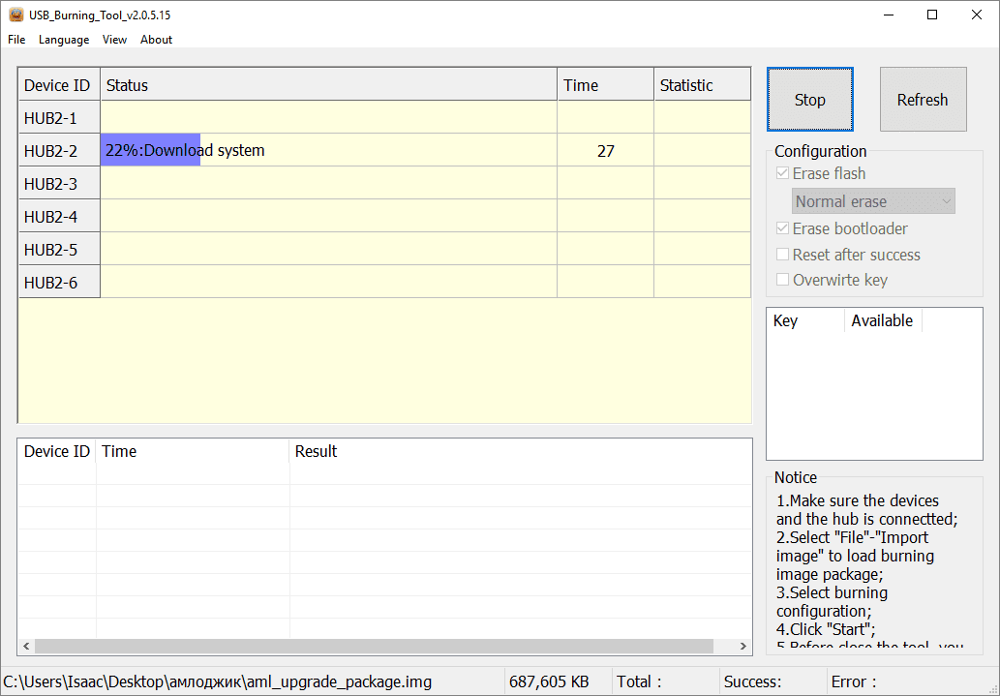 USB_Burning_Tool_v2.0.5.15
File Language View About
Device ID Status Time Statistic
HUB2-1
HUB2-2 22%:Download system 27
HUB2-3
HUB2-4
HUB2-5
HUB2-6
Stop
Refresh
Configuration
Erase flash
Normal erase
Erase bootloader
Reset after success
Overwirte key
Key Available
Device ID Time Result
Notice
1.Make sure the devices
and the hub is connectted;
2.Select "File"-"Import
image" to load burning
image package;
3.Select burning
configuration;
4.Click "Start";
5.Before close the tool, you
C:\Users\Isaac\Desktop\амлоджик\aml_upgrade_package.img 687,605 KB Total : Success: Error :